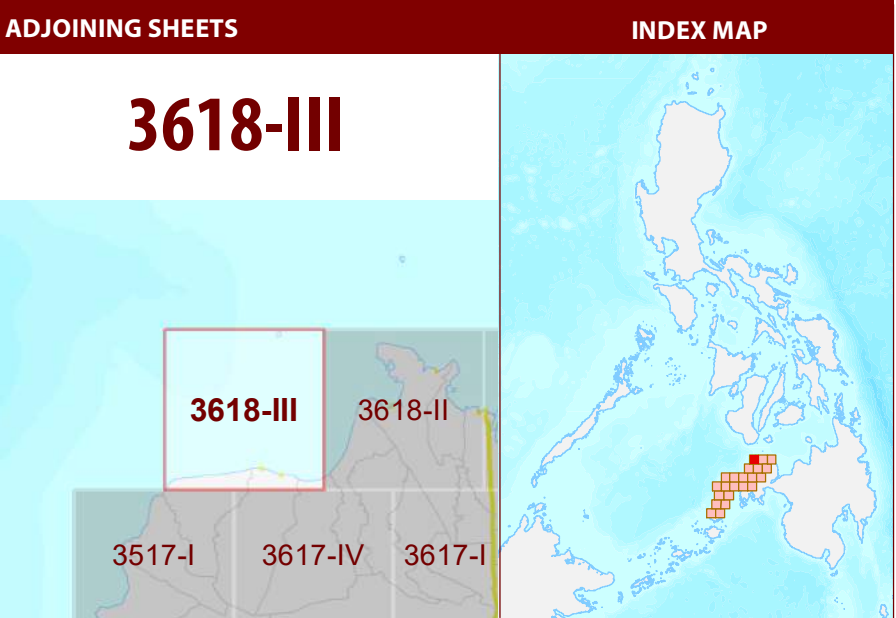 ADJOINING SHEETS
INDEX MAP
3618-III
3618-III
3618-II
3517-I
3617-IV
3617-I